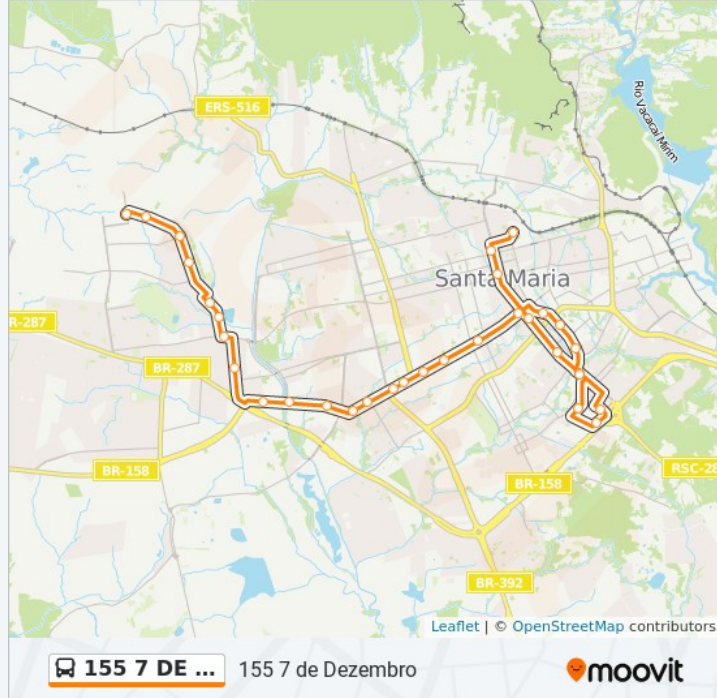 ERS-516
Rio Vacacaí Mirim
Santa Maria
R-287
BR-287
BR-158
RSC-28
BR-158
BR-392
Leaflet | © OpenStreetMap contributors
155 7 DE ...
155 7 de Dezembro
moovit